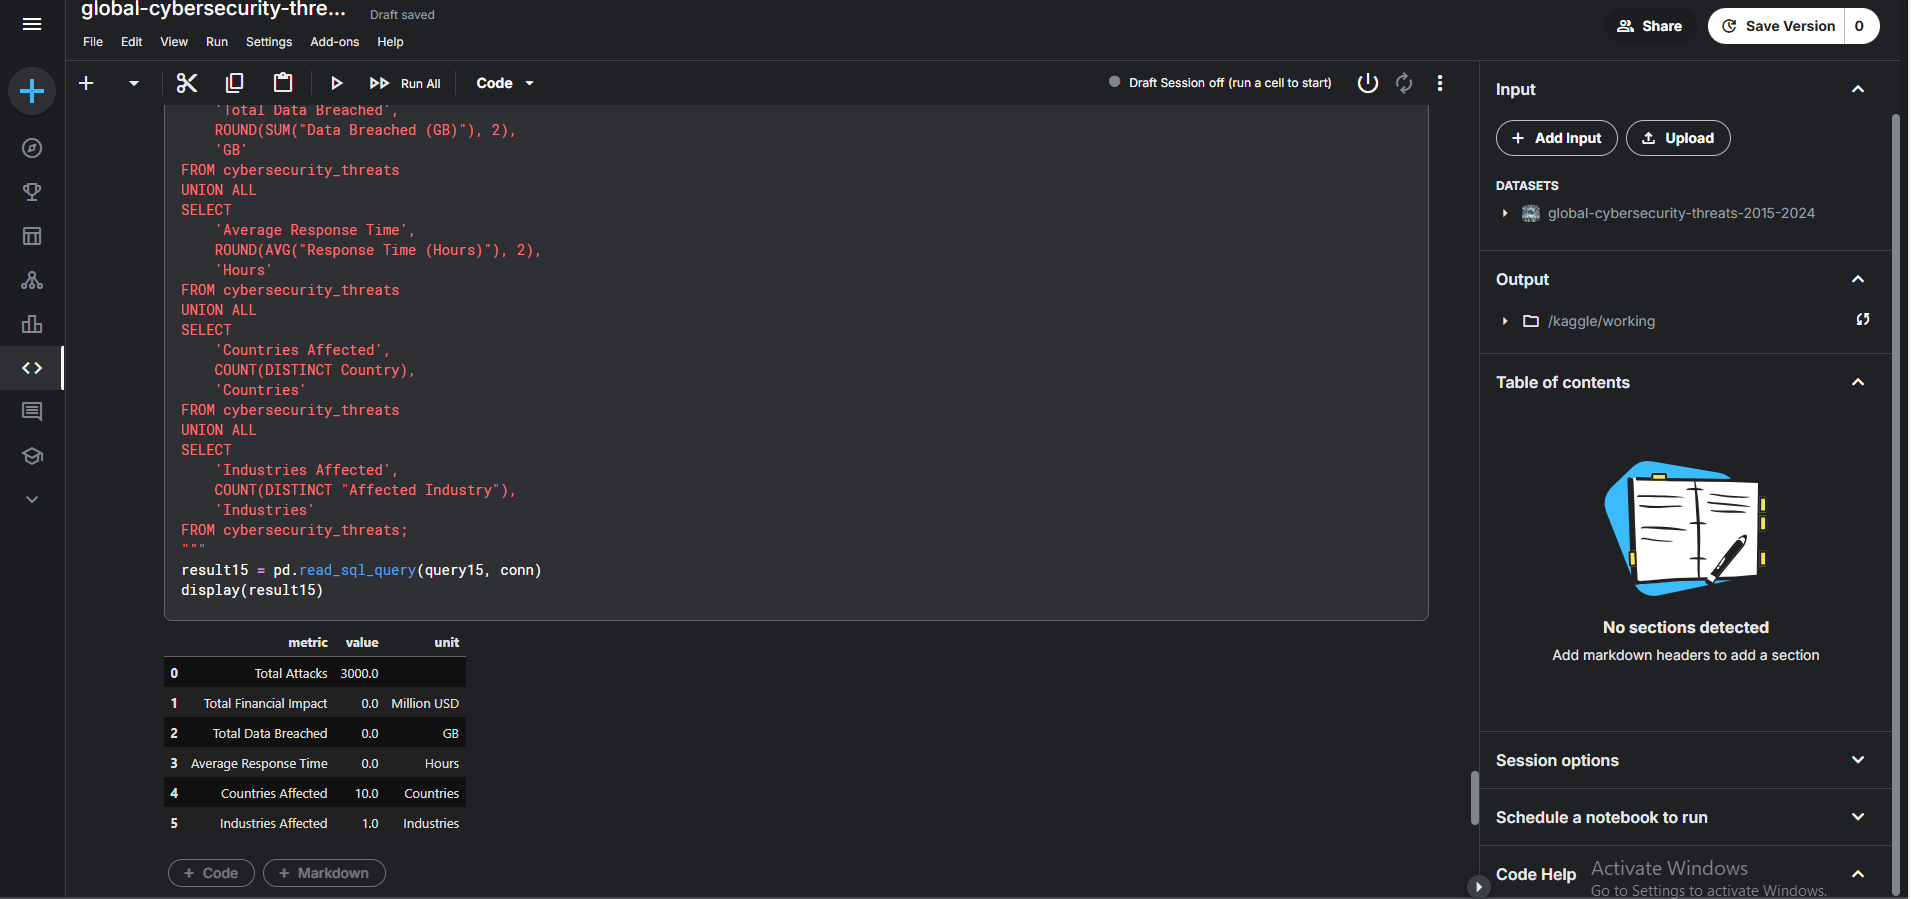 global-cybersecurity-thre...
Draft saved
File Edit View Run Settings Add-ons Help
Share
Save Version 0
Run All
Code
Draft Session off (run a cell to start)
'Total Data Breached',
ROUND(SUM("Data Breached (GB)"), 2),
'GB'
FROM cybersecurity_threats
UNION ALL
SELECT
'Average Response Time',
ROUND(AVG("Response Time (Hours)"), 2),
'Hours'
FROM cybersecurity_threats
UNION ALL
SELECT
'Countries Affected',
COUNT(DISTINCT Country),
'Countries'
FROM cybersecurity_threats
UNION ALL
SELECT
'Industries Affected',
COUNT(DISTINCT "Affected Industry"),
'Industries'
FROM cybersecurity_threats;
"""
result15 = pd.read_sql_query(query15, conn)
display(result15)
metric value unit
0 Total Attacks 3000.0
1 Total Financial Impact 0.0 Million USD
2 Total Data Breached 0.0 GB
3 Average Response Time 0.0 Hours
4 Countries Affected 10.0 Countries
5 Industries Affected 1.0 Industries
+ Code + Markdown
Input
+ Add Input Upload
DATASETS
global-cybersecurity-threats-2015-2024
Output
/kaggle/working
Table of contents
No sections detected
Add markdown headers to add a section
Session options
Schedule a notebook to run
Code Help
Activate Windows
Go to Settings to activate Windows.